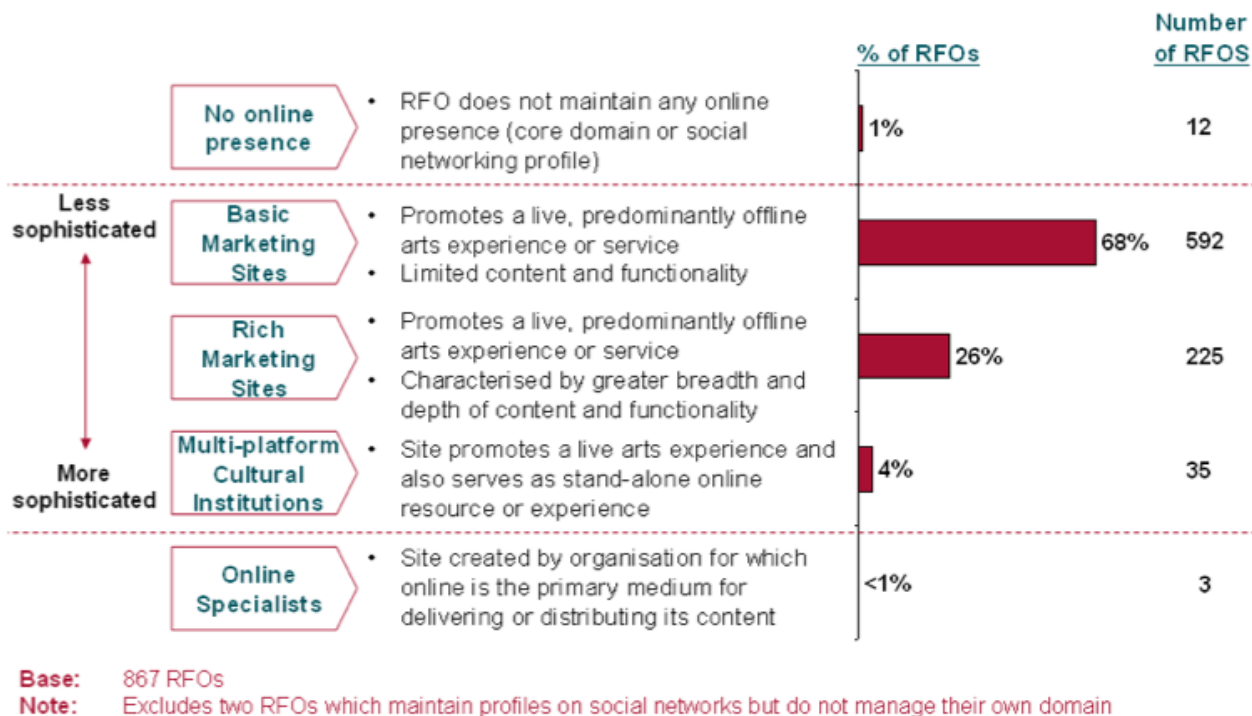 Number
% of RFOs of RFOS
No online
presence
• RFO does not maintain any online
presence (core domain or social
networking profile)
1%
12
Less
sophisticated
More
sophisticated
Basic
Marketing
Sites
• Promotes a live, predominantly offline
arts experience or service
• Limited content and functionality
68%
592
Rich
Marketing
Sites
• Promotes a live, predominantly offline
arts experience or service
• Characterised by greater breadth and
depth of content and functionality
26%
225
Multi-platform
Cultural
Institutions
• Site promotes a live arts experience and
also serves as stand-alone online
resource or experience
4%
35
Online
Specialists
• Site created by organisation for which
online is the primary medium for
delivering or distributing its content
<1%
3
Base: 867 RFOs
Note: Excludes two RFOs which maintain profiles on social networks but do not manage their own domain